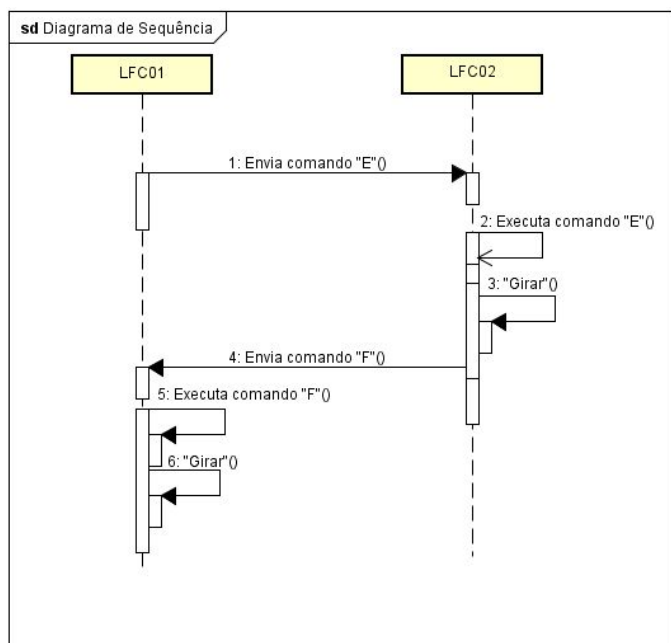 sd Diagrama de Sequência
LFC01
LFC02
1: Envia comando "E"()
2: Executa comando "E"()
3: "Girar"()
4: Envia comando "F"()
5: Executa comando "F"()
6: "Girar"()